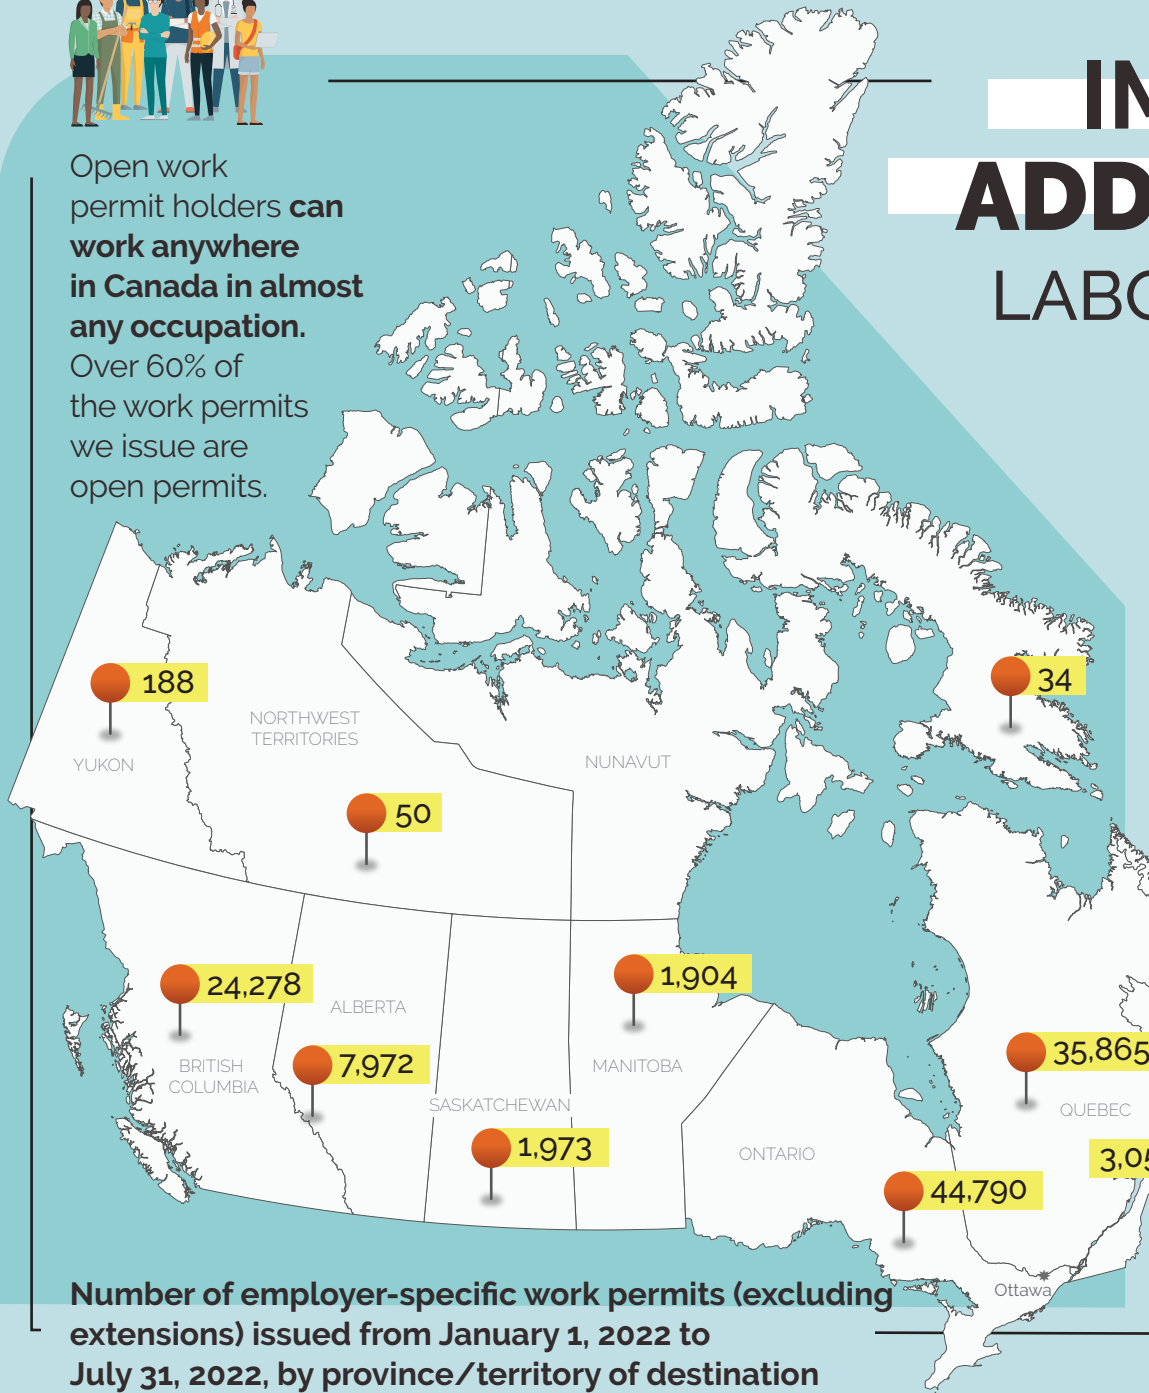 Open work
permit holders can
work anywhere
in Canada in almost
any occupation.
Over 60% of
the work permits
we issue are
open permits.
188
YUKON
NORTHWEST
TERRITORIES
50
NUNAVUT
34
24,278
BRITISH
COLUMBIA
ALBERTA
7,972
SASKATCHEWAN
1,973
1,904
MANITOBA
ONTARIO
44,790
35,865
QUEBEC
Ottawa
Number of employer-specific work permits (excluding
extensions) issued from January 1, 2022 to
July 31, 2022, by province/territory of destination